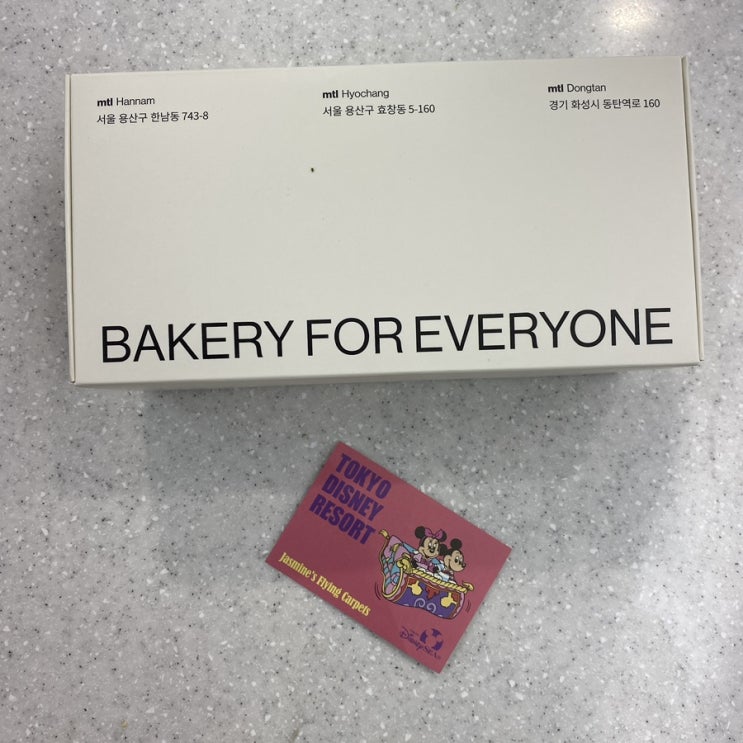 mtl Hannam
서울 용산구 한남동 743-8
mtl Hyochang
서울 용산구 효창동 5-160
mtl Dongtan
경기 화성시 동탄역로 160
BAKERY FOR EVERYONE
TOKYO
DISNEY
RESORT
Jasmine's Flying Carpets
DisneySea